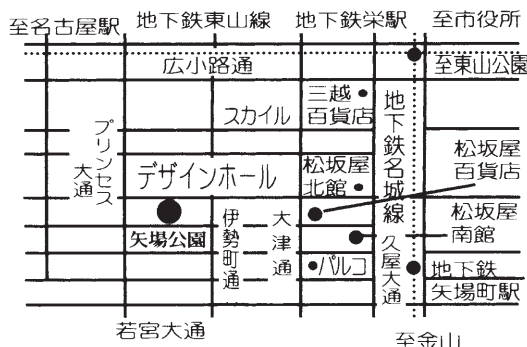 至名古屋駅
地下鉄東山線
地下鉄栄駅
至市役所
広小路通
至東山公園
三越
百貨店
スカイル
地下鉄名城線
プリンセス
大通
デザインホール
松坂屋
北館
松坂屋
百貨店
矢場公園
伊勢町通
大津通
久屋大通
松坂屋
南館
パルコ
地下鉄
矢場町駅
若宮大通
至金山